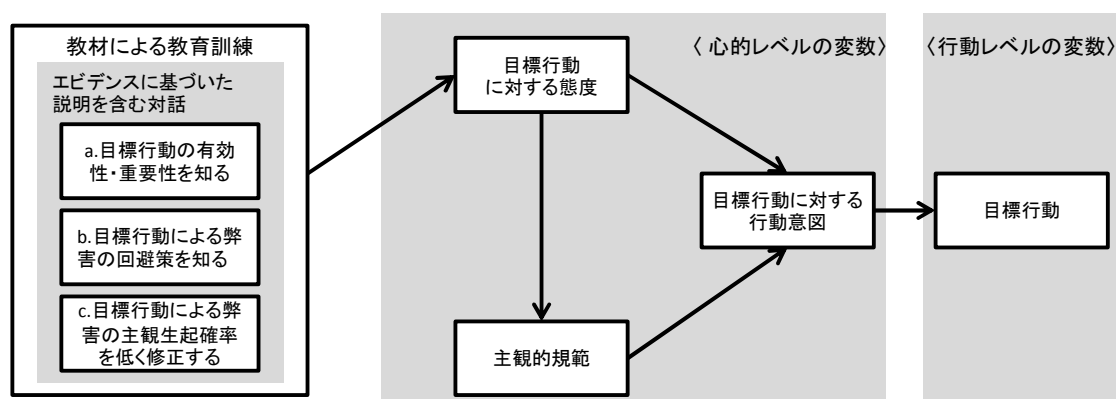 教材による教育訓練
エビデンスに基づいた
説明を含む対話
a.目標行動の有効
性・重要性を知る
b.目標行動による弊
害の回避策を知る
c.目標行動による弊
害の主観生起確率
を低く修正する
〈心的レベルの変数〉
目標行動
に対する態度
主観的規範
目標行動に対する
行動意図
〈行動レベルの変数〉
目標行動